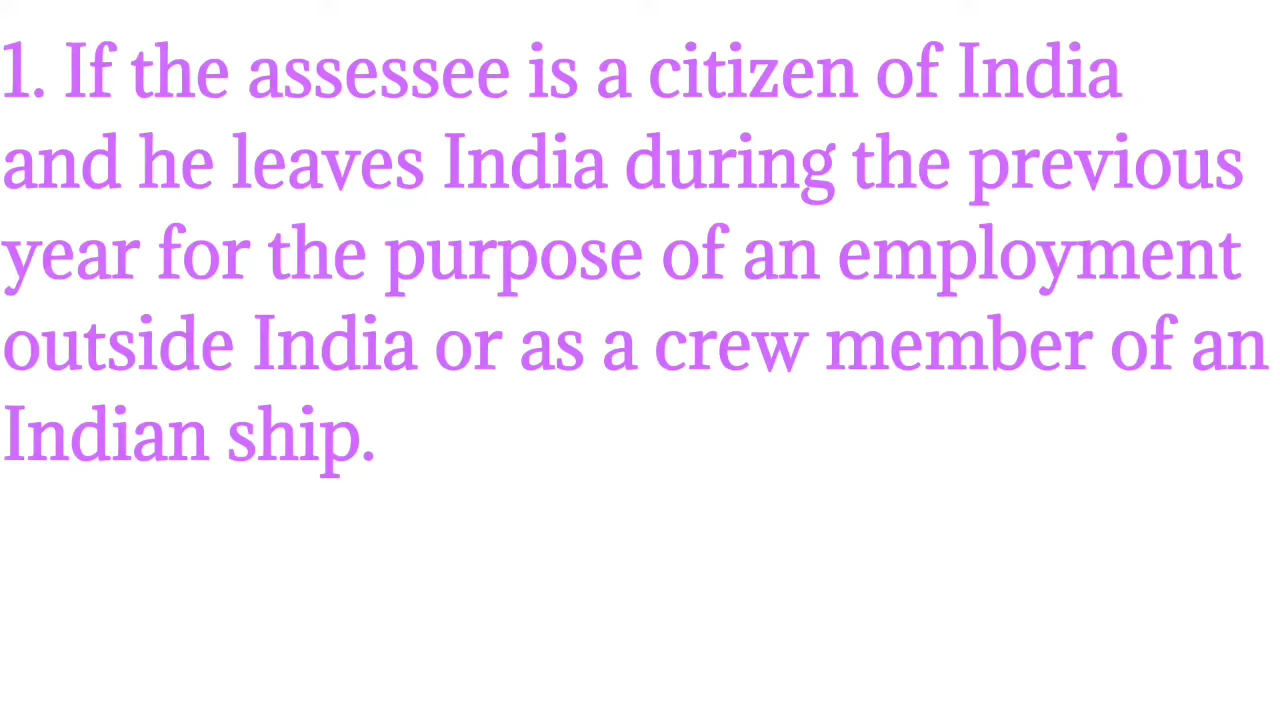 1. If the assessee is a citizen of India
and he leaves India during the previous
year for the purpose of an employment
outside India or as a crew member of an
Indian ship.